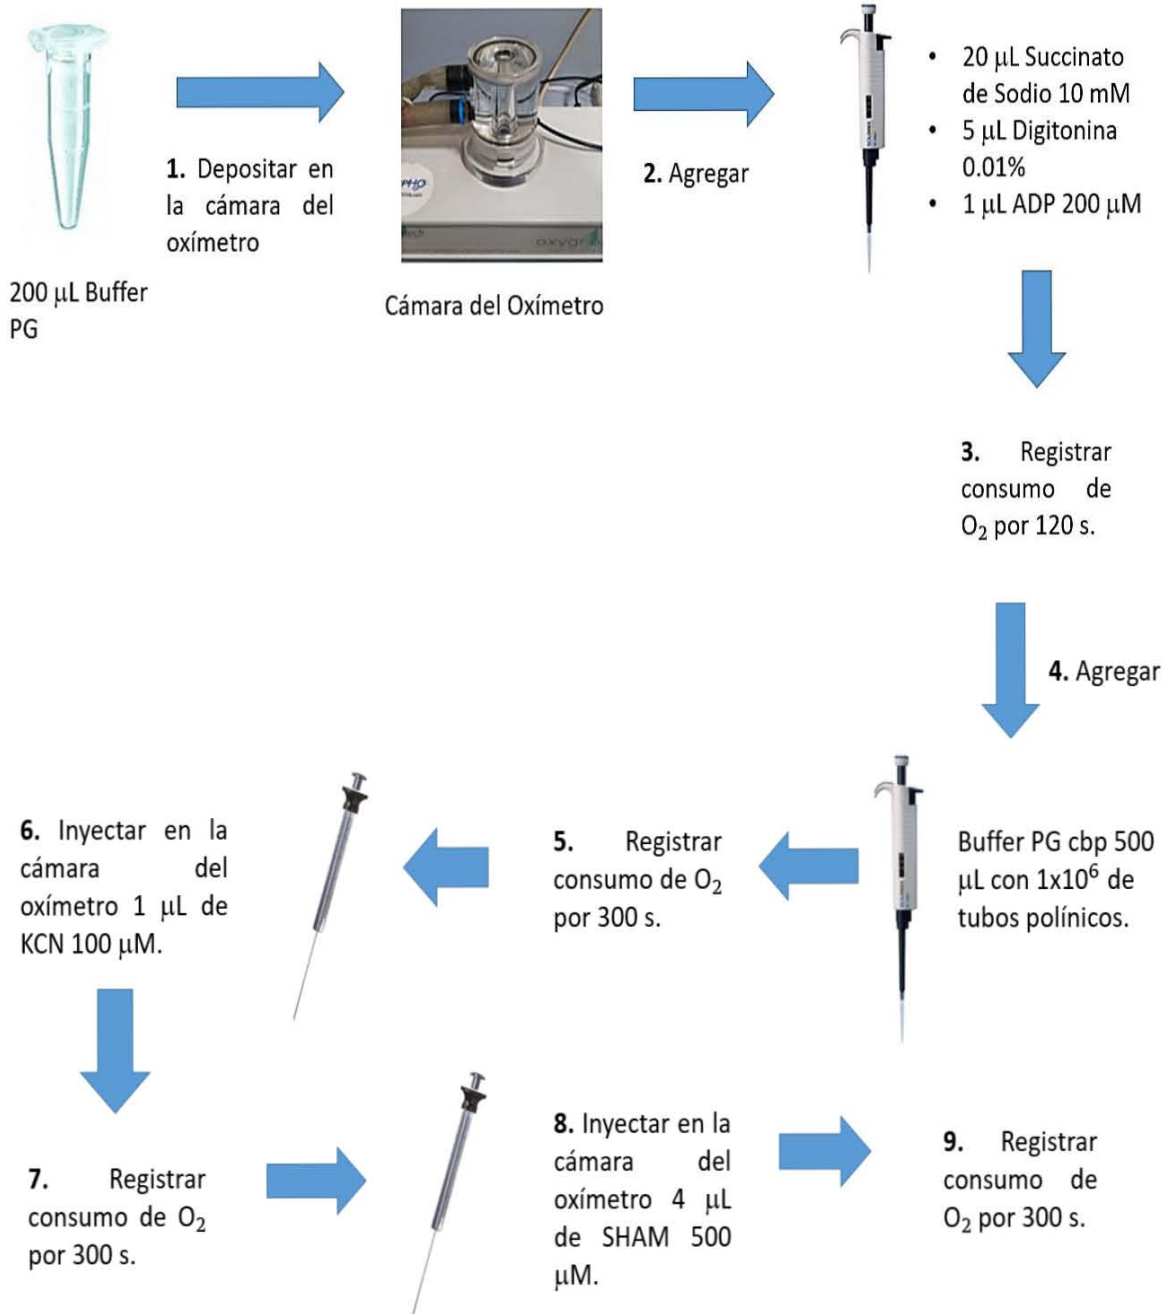 200 μL Buffer
PG
1. Depositar en
la cámara del
oxímetro
Cámara del Oxímetro
2. Agregar
• 20 μL Succinato
de Sodio 10 mM
• 5 μL Digitonina
0.01%
• 1 μL ADP 200 μM
3. Registrar
consumo de
O₂ por 120 s.
4. Agregar
Buffer PG cbp 500
μL con 1x10⁶ de
tubos polínicos.
5. Registrar
consumo de O₂
por 300 s.
6. Inyectar en la
cámara del
oxímetro 1 μL de
KCN 100 μM.
7. Registrar
consumo de O₂
por 300 s.
8. Inyectar en la
cámara del
oxímetro 4 μL
de SHAM 500
μM.
9. Registrar
consumo de
O₂ por 300 s.